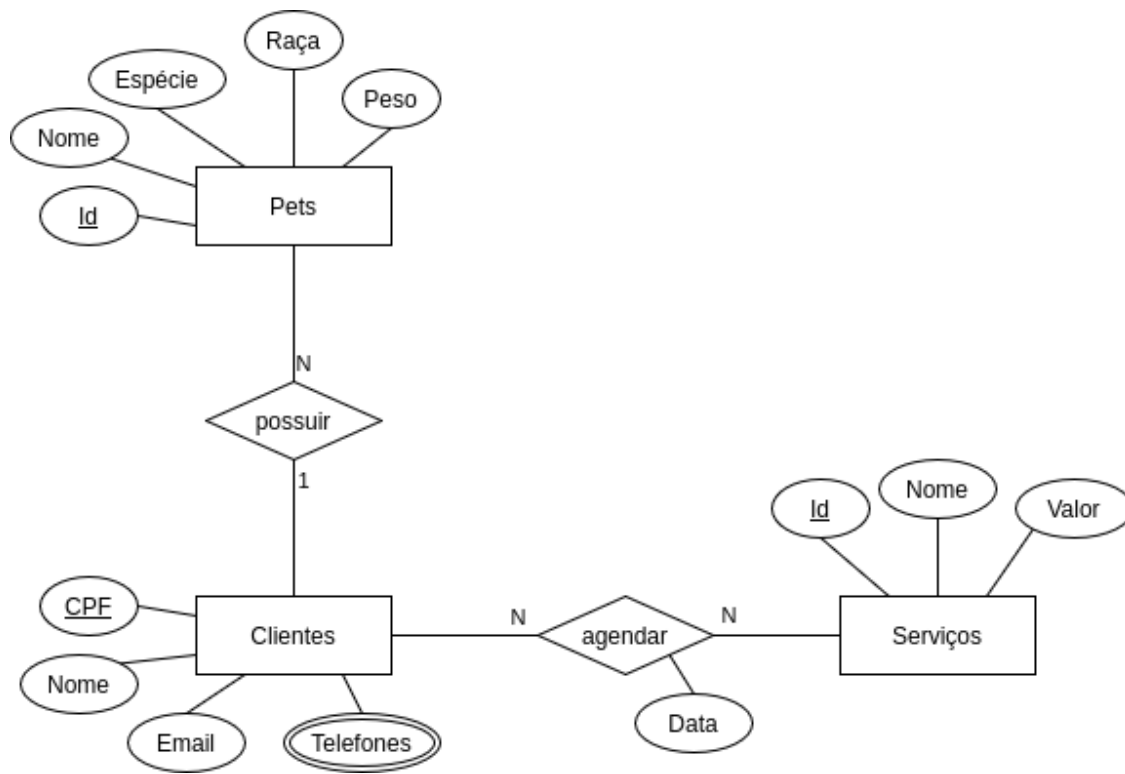 Raça
Espécie
Peso
Nome
Id
Pets
N
possuir
1
Id
Nome
Valor
CPF
Clientes
N
agendar
N
Serviços
Nome
Data
Email
Telefones